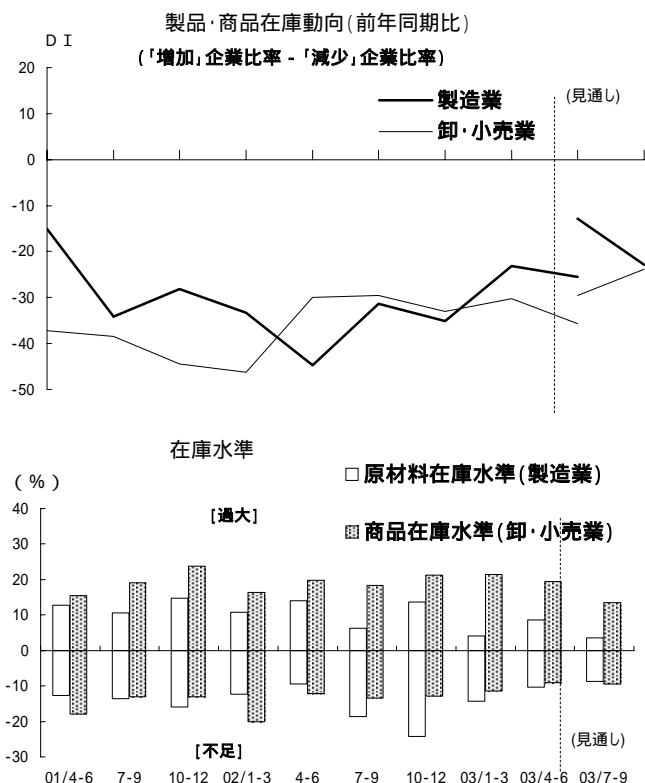 製品･商品在庫動向(前年同期比)
ＤＩ
(｢増加｣企業比率 - ｢減少｣企業比率)
20
10
0
-10
-20
-30
-40
-50
製造業
卸･小売業
(見通し)
在庫水準
(％)
原材料在庫水準(製造業)
商品在庫水準(卸･小売業)
[過大]
40
30
20
10
0
-10
-20
-30
[不足]
(見通し)
01/4-6 7-9 10-12 02/1-3 4-6 7-9 10-12 03/1-3 03/4-6 03/7-9